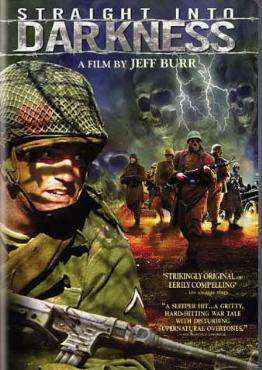 STRAIGHT INTO
DARKNESS
A FILM BY JEFF BURR
"STRIKINGLY ORIGINAL
EERILY COMPELLING"
"A SLEEPER HIT...A GRITTY,
HARD-HITTING WAR TALE
WITH DISTURBING
SUPERNATURAL OVERTONES."